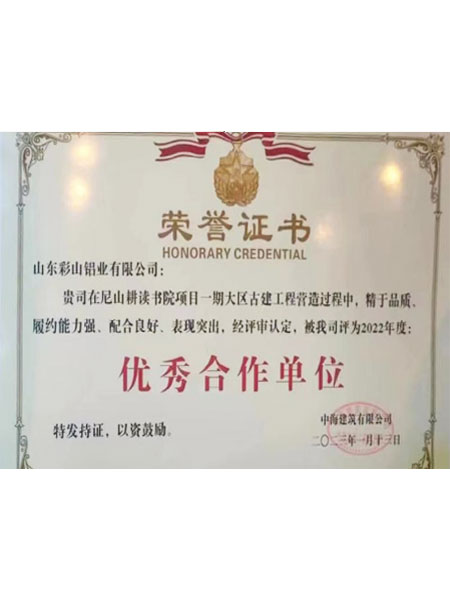 荣誉证书
HONORARY CREDENTIAL
山东彩山铝业有限公司：
贵司在尼山耕读书院项目一期大区古建工程营造过程中，精于品质、
履约能力强、配合良好、表现突出，经评审认定，被我司评为2022年度：
优秀合作单位
特发持证，以资鼓励。
中海建筑有限公司
二〇二三年一月十三日